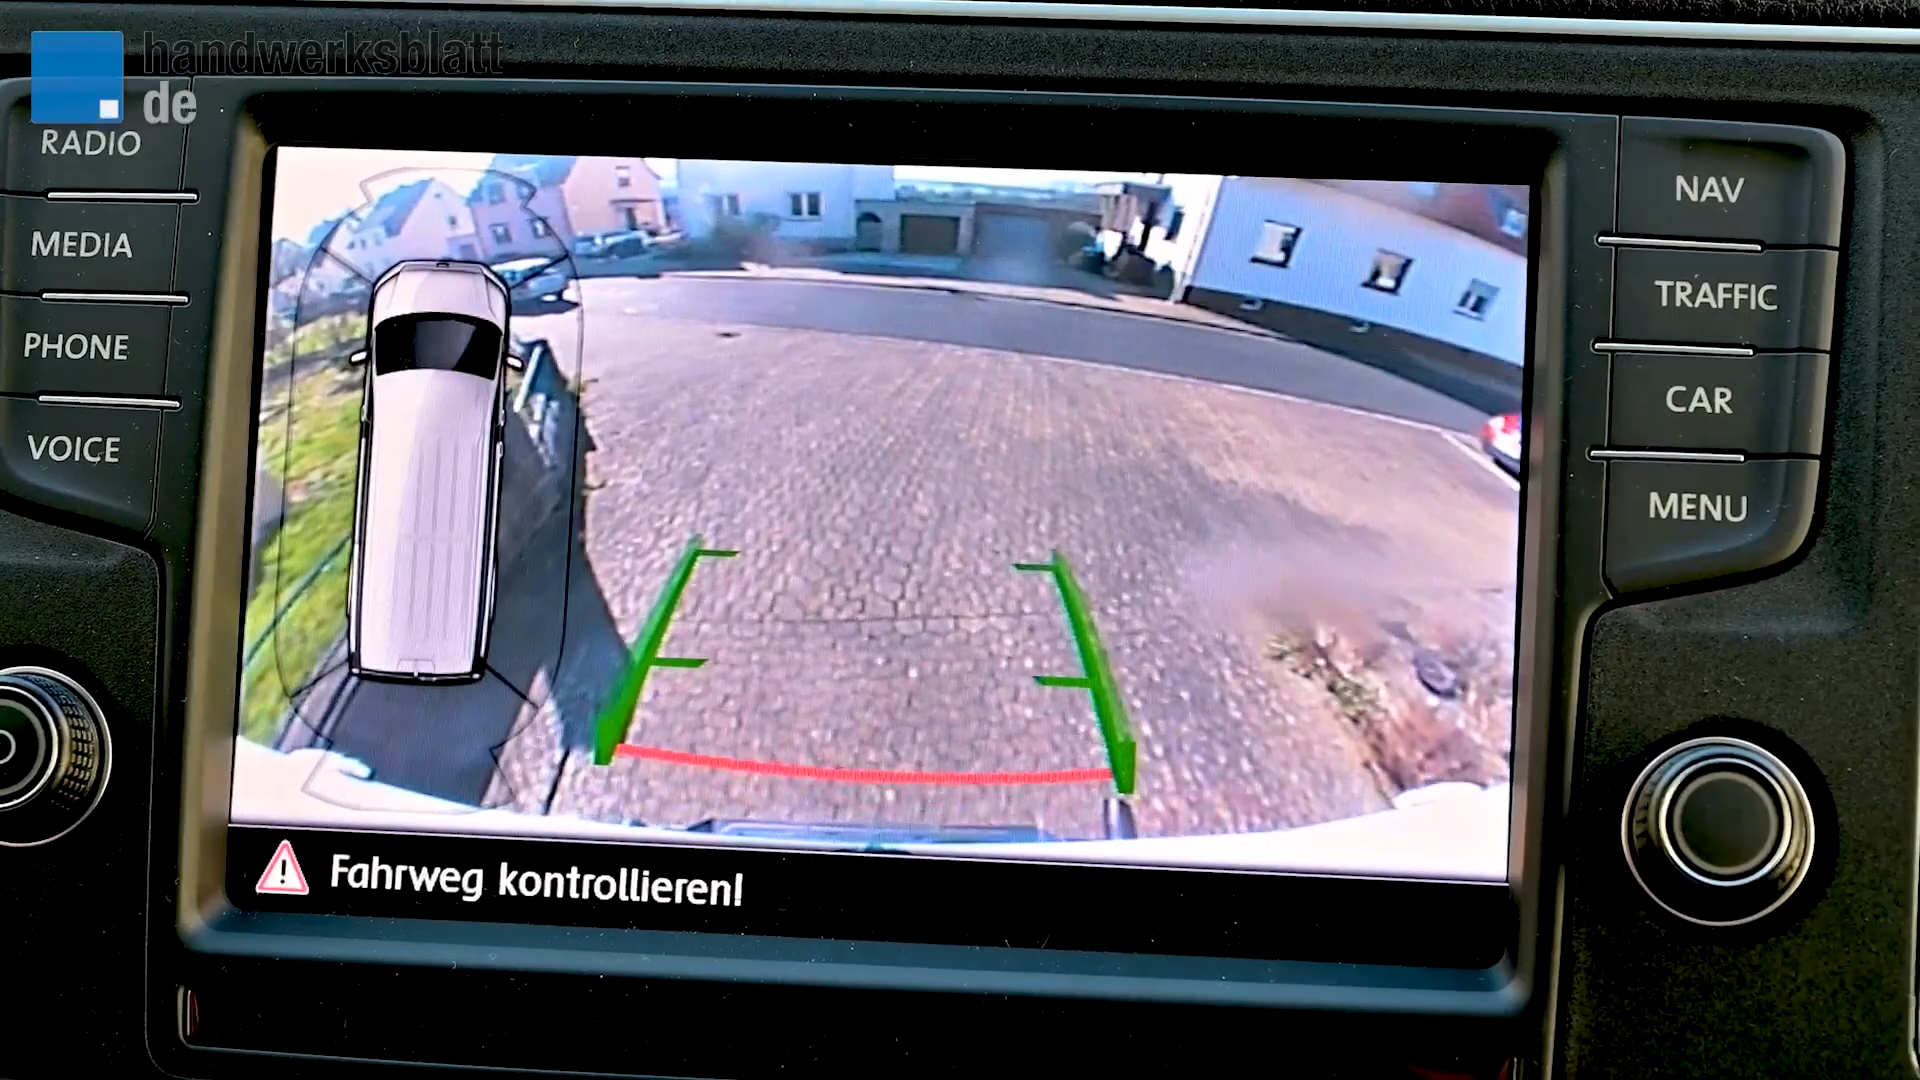 handwerksblatt
de
RADIO
MEDIA
PHONE
VOICE
NAV
TRAFFIC
CAR
MENU
Fahrweg kontrollieren!